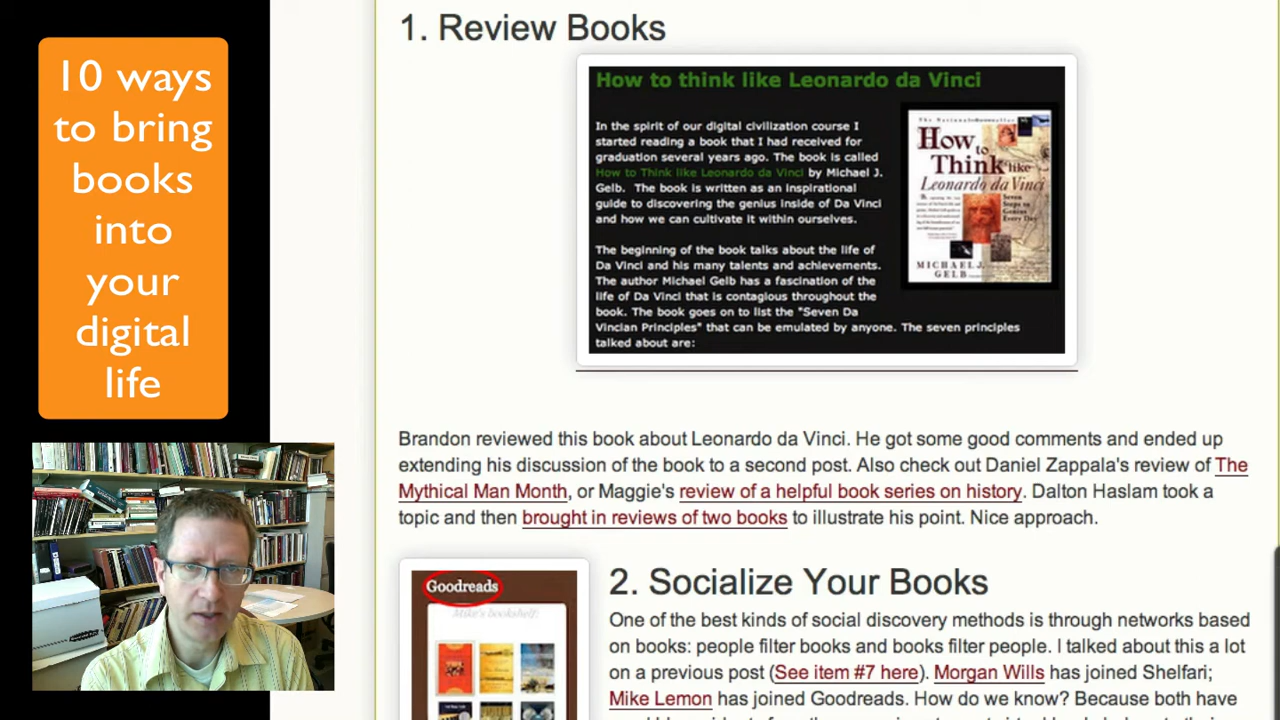 10 ways
to bring
books
into
your
digital
life
1. Review Books
How to think like Leonardo da Vinci
In the spirit of our digital civilization course I
started reading a book that I had received for
graduation several years ago. The book is called
How to Think like Leonardo da Vinci by Michael J.
Gelb. The book is written as an inspirational
guide to discovering the genius inside of Da Vinci
and how we can cultivate it within ourselves.
The beginning of the book talks about the life of
Da Vinci and his many talents and achievements.
The author Michael Gelb has a fascination of the
life of Da Vinci that is contagious throughout the
book. The book goes on to list the "Seven Da
Vincian Principles" that can be emulated by anyone. The seven principles
talked about are:
How
to
Think like
Leonardo da Vinci
Seven
Steps to
Genius
Every Day
MICHAEL J.
GELB
Brandon reviewed this book about Leonardo da Vinci. He got some good comments and ended up
extending his discussion of the book to a second post. Also check out Daniel Zappala's review of The
Mythical Man Month, or Maggie's review of a helpful book series on history. Dalton Haslam took a
topic and then brought in reviews of two books to illustrate his point. Nice approach.
Goodreads
Mike's bookshelf:
2. Socialize Your Books
One of the best kinds of social discovery methods is through networks based
on books: people filter books and books filter people. I talked about this a lot
on a previous post (See item #7 here). Morgan Wills has joined Shelfari;
Mike Lemon has joined Goodreads. How do we know? Because both have